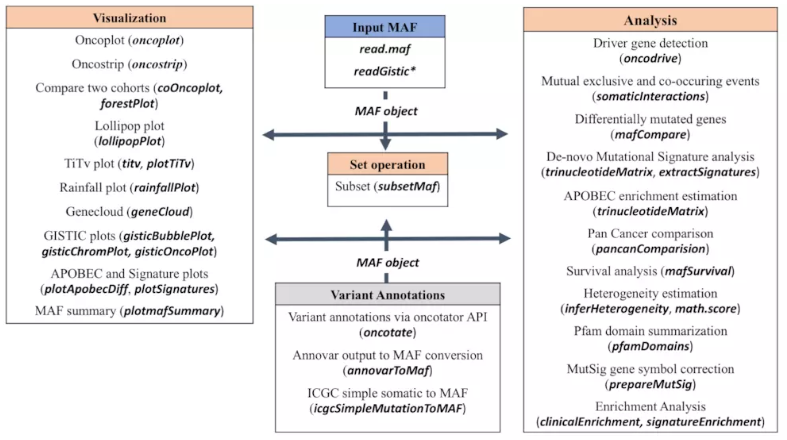 Visualization
Oncoplot (oncoplot)
Oncostrip (oncostrip)
Compare two cohorts (coOncoplot,
forestPlot)
Lollipop plot
(lollipopPlot)
TiTv plot (titv, plotTiTv)
Rainfall plot (rainfallPlot)
Genecloud (geneCloud)
GISTIC plots (gisticBubblePlot,
gisticChromPlot, gisticOncoPlot)
APOBEC and Signature plots
(plotApobecDiff, plotSignatures)
MAF summary (plotmafSummary)
Input MAF
read.maf
readGistic*
MAF object
Set operation
Subset (subsetMaf)
MAF object
Variant Annotations
Variant annotations via oncotator API
(oncotate)
Annovar output to MAF conversion
(annovarToMaf)
ICGC simple somatic to MAF
(icgcSimpleMutationToMAF)
Analysis
Driver gene detection
(oncodrive)
Mutual exclusive and co-occuring events
(somaticInteractions)
Differentially mutated genes
(mafCompare)
De-novo Mutational Signature analysis
(trinucleotideMatrix, extractSignatures)
APOBEC enrichment estimation
(trinucleotideMatrix)
Pan Cancer comparison
(pancanComparision)
Survival analysis (mafSurvival)
Heterogeneity estimation
(inferHeterogeneity, math.score)
Pfam domain summarization
(pfamDomains)
MutSig gene symbol correction
(prepareMutSig)
Enrichment Analysis
(clinicalEnrichment, signatureEnrichment)